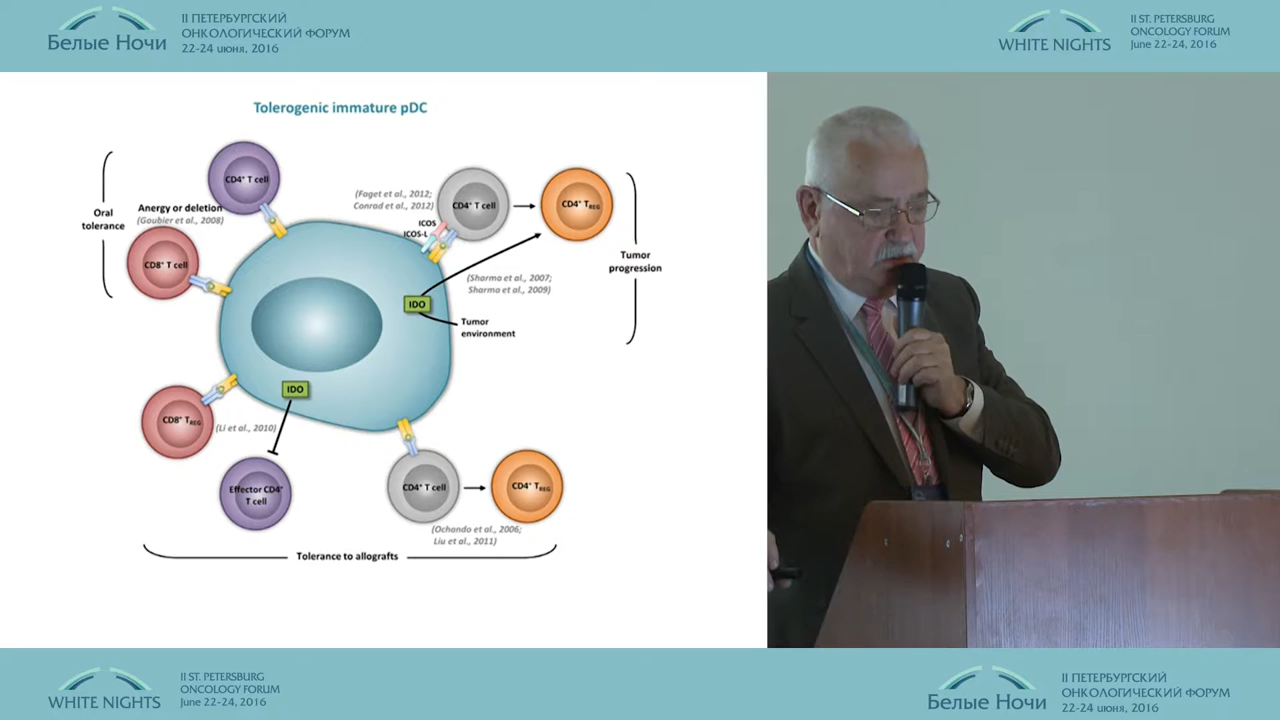 Белые Ночи
II ПЕТЕРБУРГСКИЙ
ОНКОЛОГИЧЕСКИЙ ФОРУМ
22-24 июня, 2016
WHITE NIGHTS
II ST. PETERSBURG
ONCOLOGY FORUM
June 22-24, 2016
Tolerogenic immature pDC
Oral
tolerance
CD4⁺ T cell
Anergy or deletion
(Goubier et al., 2008)
CD8⁺ T cell
(Faget et al., 2012;
Conrad et al., 2012)
ICOS
ICOS-L
CD4⁺ T cell
CD4⁺ TREG
Tumor
progression
(Sharma et al., 2007;
Sharma et al., 2009)
IDO
Tumor
environment
IDO
CD8⁺ TREG
(Li et al., 2010)
Effector CD4⁺
T cell
CD4⁺ T cell
CD4⁺ TREG
(Ochando et al., 2006;
Liu et al., 2011)
Tolerance to allografts
WHITE NIGHTS
II ST. PETERSBURG
ONCOLOGY FORUM
June 22-24, 2016
Белые Ночи
II ПЕТЕРБУРГСКИЙ
ОНКОЛОГИЧЕСКИЙ ФОРУМ
22-24 июня, 2016